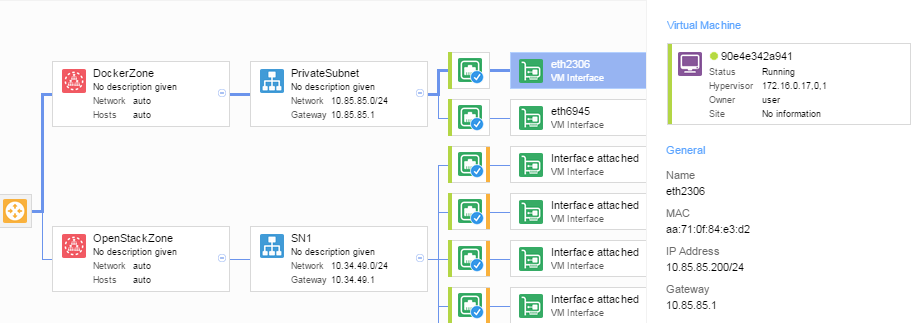 DockerZone
No description given
Network auto
Hosts auto
PrivateSubnet
No description given
Network 10.85.85.0/24
Gateway 10.85.85.1
eth2306
VM Interface
eth6945
VM Interface
Interface attached
VM Interface
Interface attached
VM Interface
OpenStackZone
No description given
Network auto
Hosts auto
SN1
No description given
Network 10.34.49.0/24
Gateway 10.34.49.1
Interface attached
VM Interface
Interface attached
VM Interface
Virtual Machine
90e4e342a941
Status Running
Hypervisor 172.16.0.17,0,1
Owner user
Site No information
General
Name
eth2306
MAC
aa:71:0f:84:e3:d2
IP Address
10.85.85.200/24
Gateway
10.85.85.1